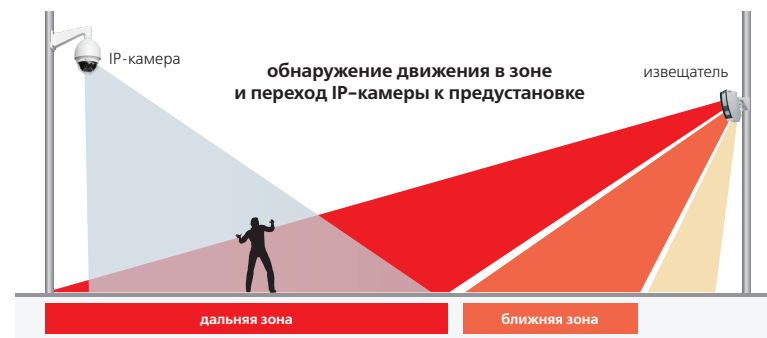 IP-камера
обнаружение движения в зоне
и переход IP-камеры к предустановке
извещатель
дальняя зона
ближняя зона